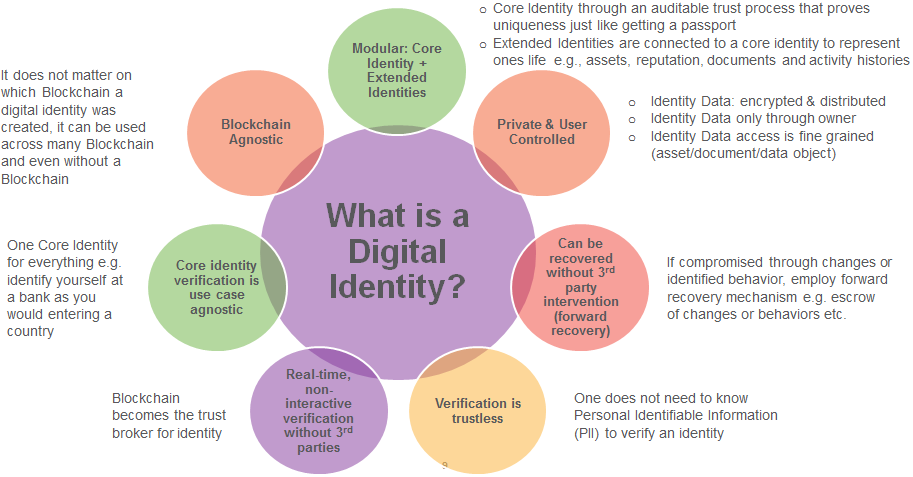 o Core Identity through an auditable trust process that proves
uniqueness just like getting a passport
o Extended Identities are connected to a core identity to represent
ones life e.g., assets, reputation, documents and activity histories
Modular: Core
Identity +
Extended
Identities
It does not matter on
which Blockchain a
digital identity was
created, it can be used
across many Blockchain
and even without a
Blockchain
Blockchain
Agnostic
Private & User
Controlled
o Identity Data: encrypted & distributed
o Identity Data only through owner
o Identity Data access is fine grained
(asset/document/data object)
What is a
Digital
Identity?
One Core Identity
for everything e.g.
identify yourself at
a bank as you
would entering a
country
Core identity
verification is
use case
agnostic
Can be
recovered
without 3rd
party
intervention
(forward
recovery)
If compromised through changes or
identified behavior, employ forward
recovery mechanism e.g. escrow
of changes or behaviors etc.
Blockchain
becomes the trust
broker for identity
Real-time,
non-
interactive
verification
without 3rd
parties
Verification is
trustless
One does not need to know
Personal Identifiable Information
(PII) to verify an identity
9